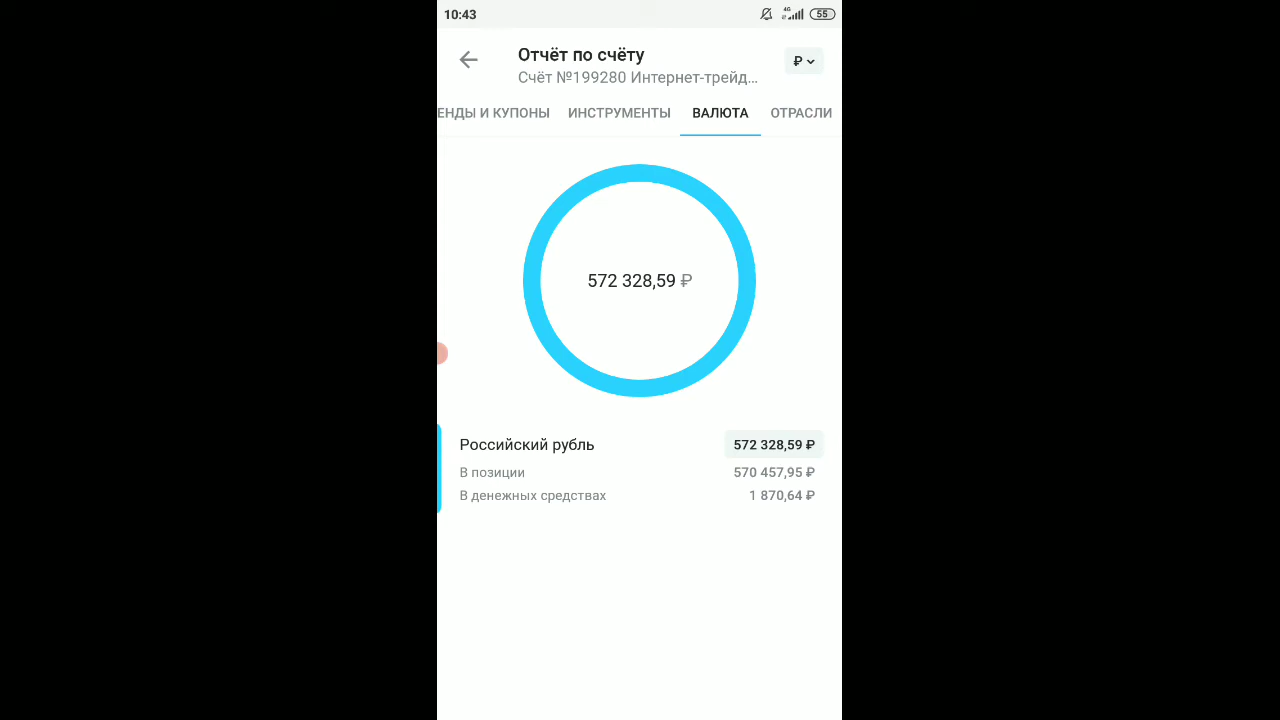 10:43
4G
55
Отчёт по счёту
₽
Счёт №199280 Интернет-трейд...
ЕНДЫ И КУПОНЫ ИНСТРУМЕНТЫ ВАЛЮТА ОТРАСЛИ
572 328,59 ₽
Российский рубль 572 328,59 ₽
В позиции 570 457,95 ₽
В денежных средствах 1 870,64 ₽